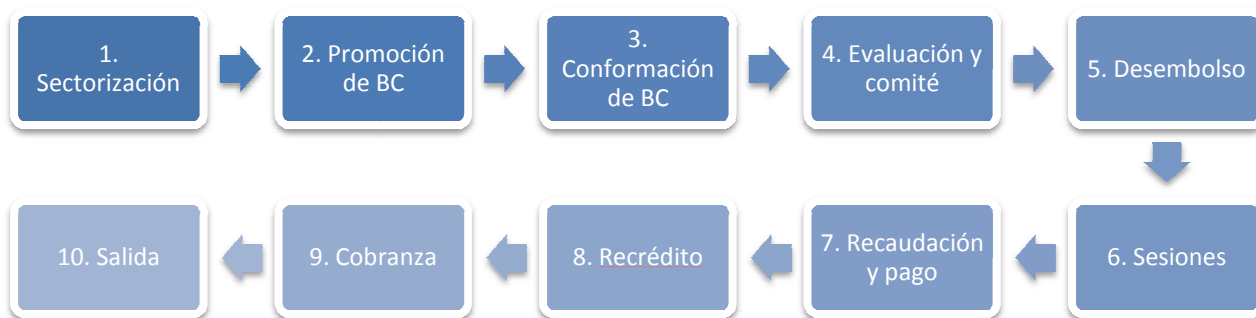 1.
Sectorización
2. Promoción
de BC
3.
Conformación
de BC
4. Evaluación y
comité
5. Desembolso
6. Sesiones
7. Recaudación
y pago
8. Recrédito
9. Cobranza
10. Salida